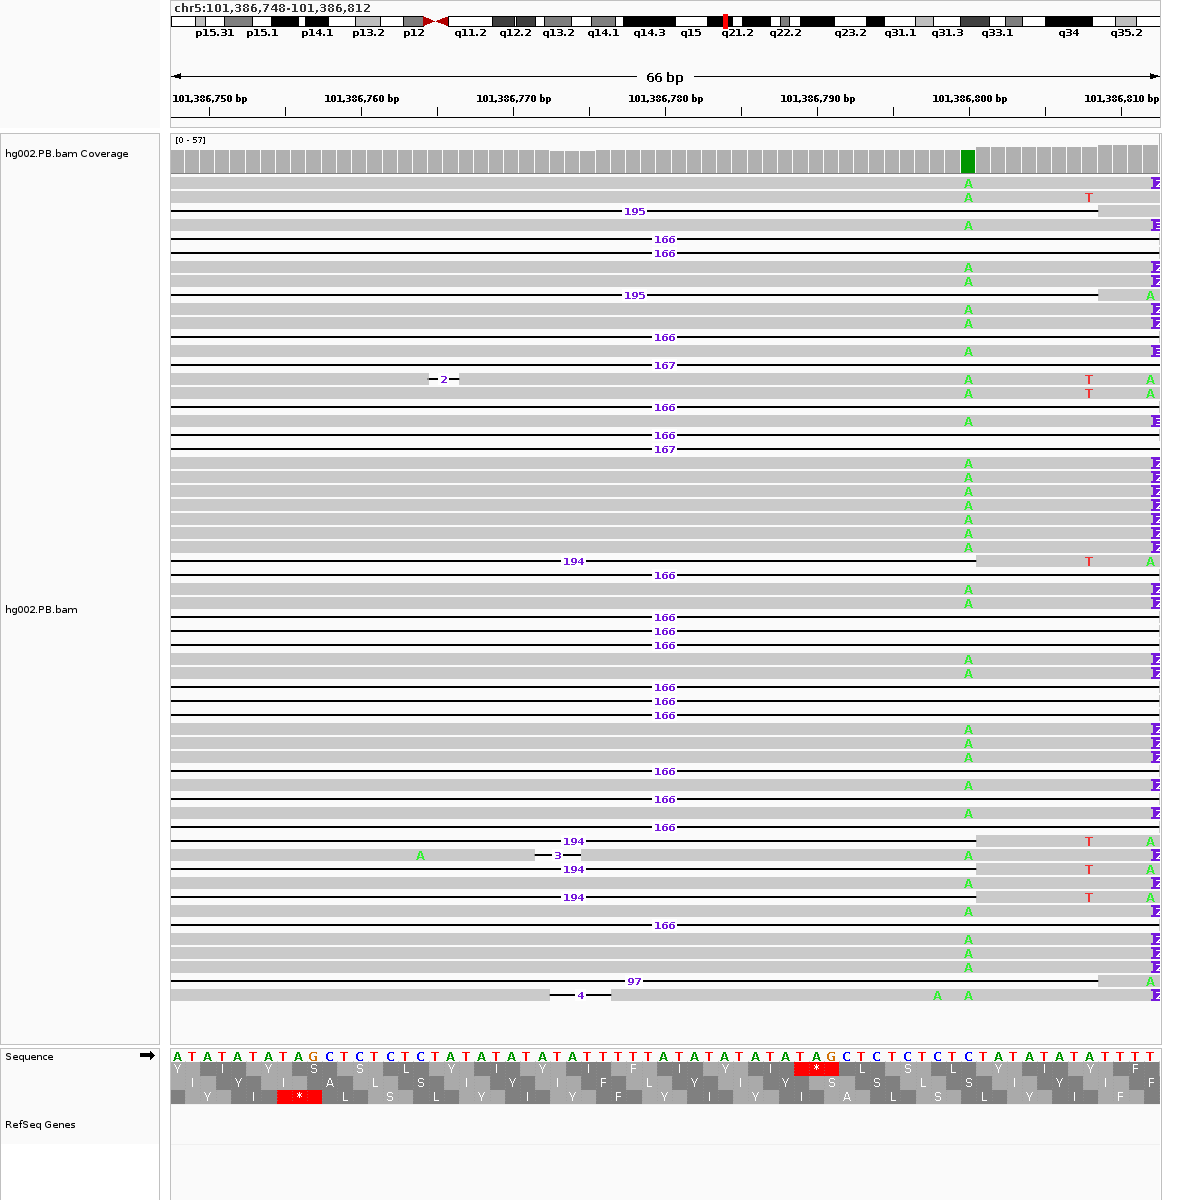 chr5:101,386,748-101,386,812
p15.31 p15.1 p14.1 p13.2 p12 q11.2 q12.2 q13.2 q14.1 q14.3 q15 q21.2 q22.2 q23.2 q31.1 q31.3 q33.1 q34 q35.2
66 bp
101,386,750 bp 101,386,760 bp 101,386,770 bp 101,386,780 bp 101,386,790 bp 101,386,800 bp 101,386,810 bp
[0 - 57]
hg002.PB.bam Coverage
A
A T
195
A
166
166
A
A
195 A
A
A
166
A
167
2 A T A
A T A
166
A
166
167
A
A
A
A
A
A
A
194 T A
166
A
A
hg002.PB.bam
166
166
166
A
A
166
166
166
A
A
A
166
A
166
A
166
194 T A
A 3 A
194 T A
A
194 T A
A
166
A
A
A
97 A
4 A A
Sequence A T A T A T A T A G C T C T C T C T A T A T A T A T A T T T T T A T A T A T A T A T A G C T C T C T C T C T A T A T A T A T T T T
Y I Y S S L Y I Y I F I Y I * L S L Y I Y F
I Y I A L S I Y I F L Y I Y S S L S I Y I F
Y I * L S L Y I Y F Y I Y I A L S L Y I F
RefSeq Genes